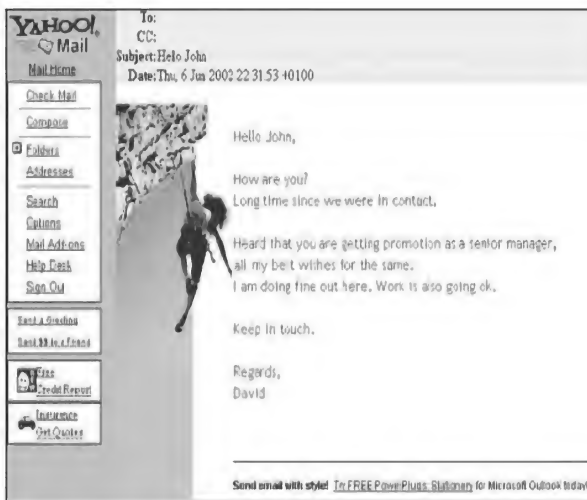 YAHOO!
Mail
Mail Home
Check Mail
Compose
Folders
Addresses
Search
Options
Mail Add-ons
Help Desk
Sign Out
Send a Greeting
Send $$ to a Friend
Free
Credit Report
Insurance
Get Quotes
To:
CC:
Subject: Helo John
Date: Thu, 6 Jun 2002 22 31 53 +0100
Hello John,
How are you?
Long time since we were in contact.
Heard that you are getting promotion as a senior manager,
all my best wishes for the same.
I am doing fine out here. Work is also going ok.
Keep in touch.
Regards,
David
Send email with style! Try FREE PowerPlugs: Stationery for Microsoft Outlook today!